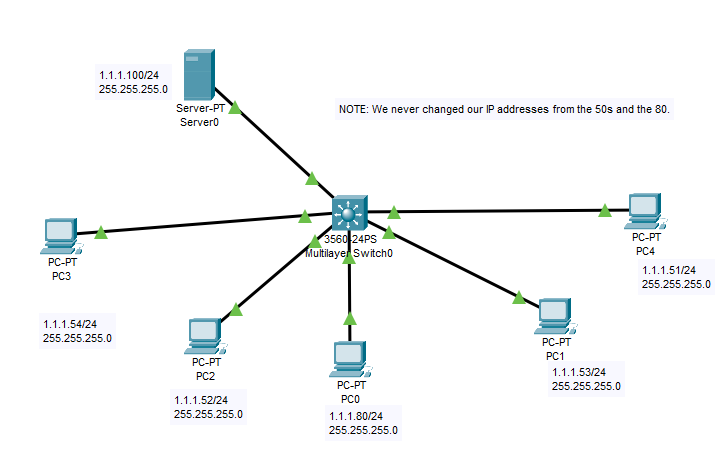 1.1.1.100/24
255.255.255.0
Server-PT
Server0
NOTE: We never changed our IP addresses from the 50s and the 80.
3560-24PS
Multilayer Switch0
PC-PT
PC4
1.1.1.51/24
255.255.255.0
PC-PT
PC3
1.1.1.54/24
255.255.255.0
PC-PT
PC2
1.1.1.52/24
255.255.255.0
PC-PT
PC0
1.1.1.80/24
255.255.255.0
PC-PT
PC1
1.1.1.53/24
255.255.255.0